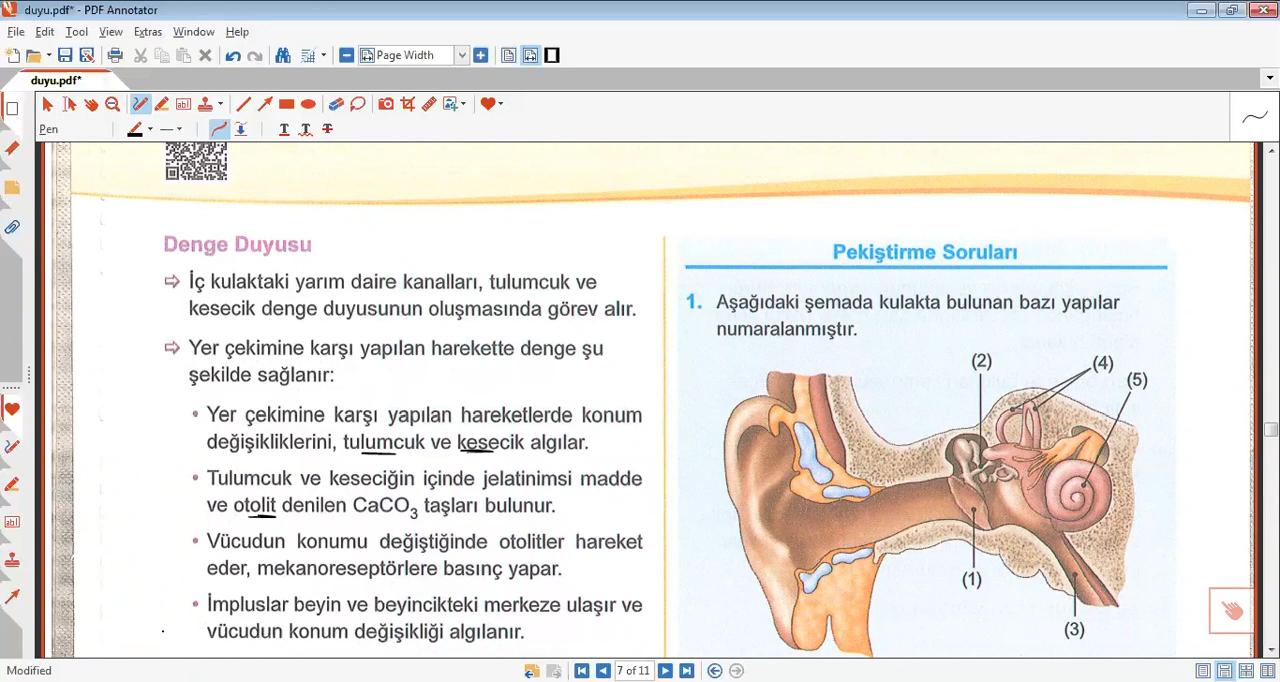 duyu.pdf* - PDF Annotator
File Edit Tool View Extras Window Help
Page Width
duyu.pdf*
Pen
Denge Duyusu
⇨ İç kulaktaki yarım daire kanalları, tulumcuk ve
kesecik denge duyusunun oluşmasında görev alır.
⇨ Yer çekimine karşı yapılan harekette denge şu
şekilde sağlanır:
• Yer çekimine karşı yapılan hareketlerde konum
değişikliklerini, tulumcuk ve kesecik algılar.
• Tulumcuk ve keseciğin içinde jelatinimsi madde
ve otolit denilen CaCO3 taşları bulunur.
• Vücudun konumu değiştiğinde otolitler hareket
eder, mekanoreseptörlere basınç yapar.
• İmpluslar beyin ve beyincikteki merkeze ulaşır ve
vücudun konum değişikliği algılanır.
Pekiştirme Soruları
1. Aşağıdaki şemada kulakta bulunan bazı yapılar
numaralanmıştır.
(2)
(4)
(5)
(1)
(3)
Modified
7 of 11